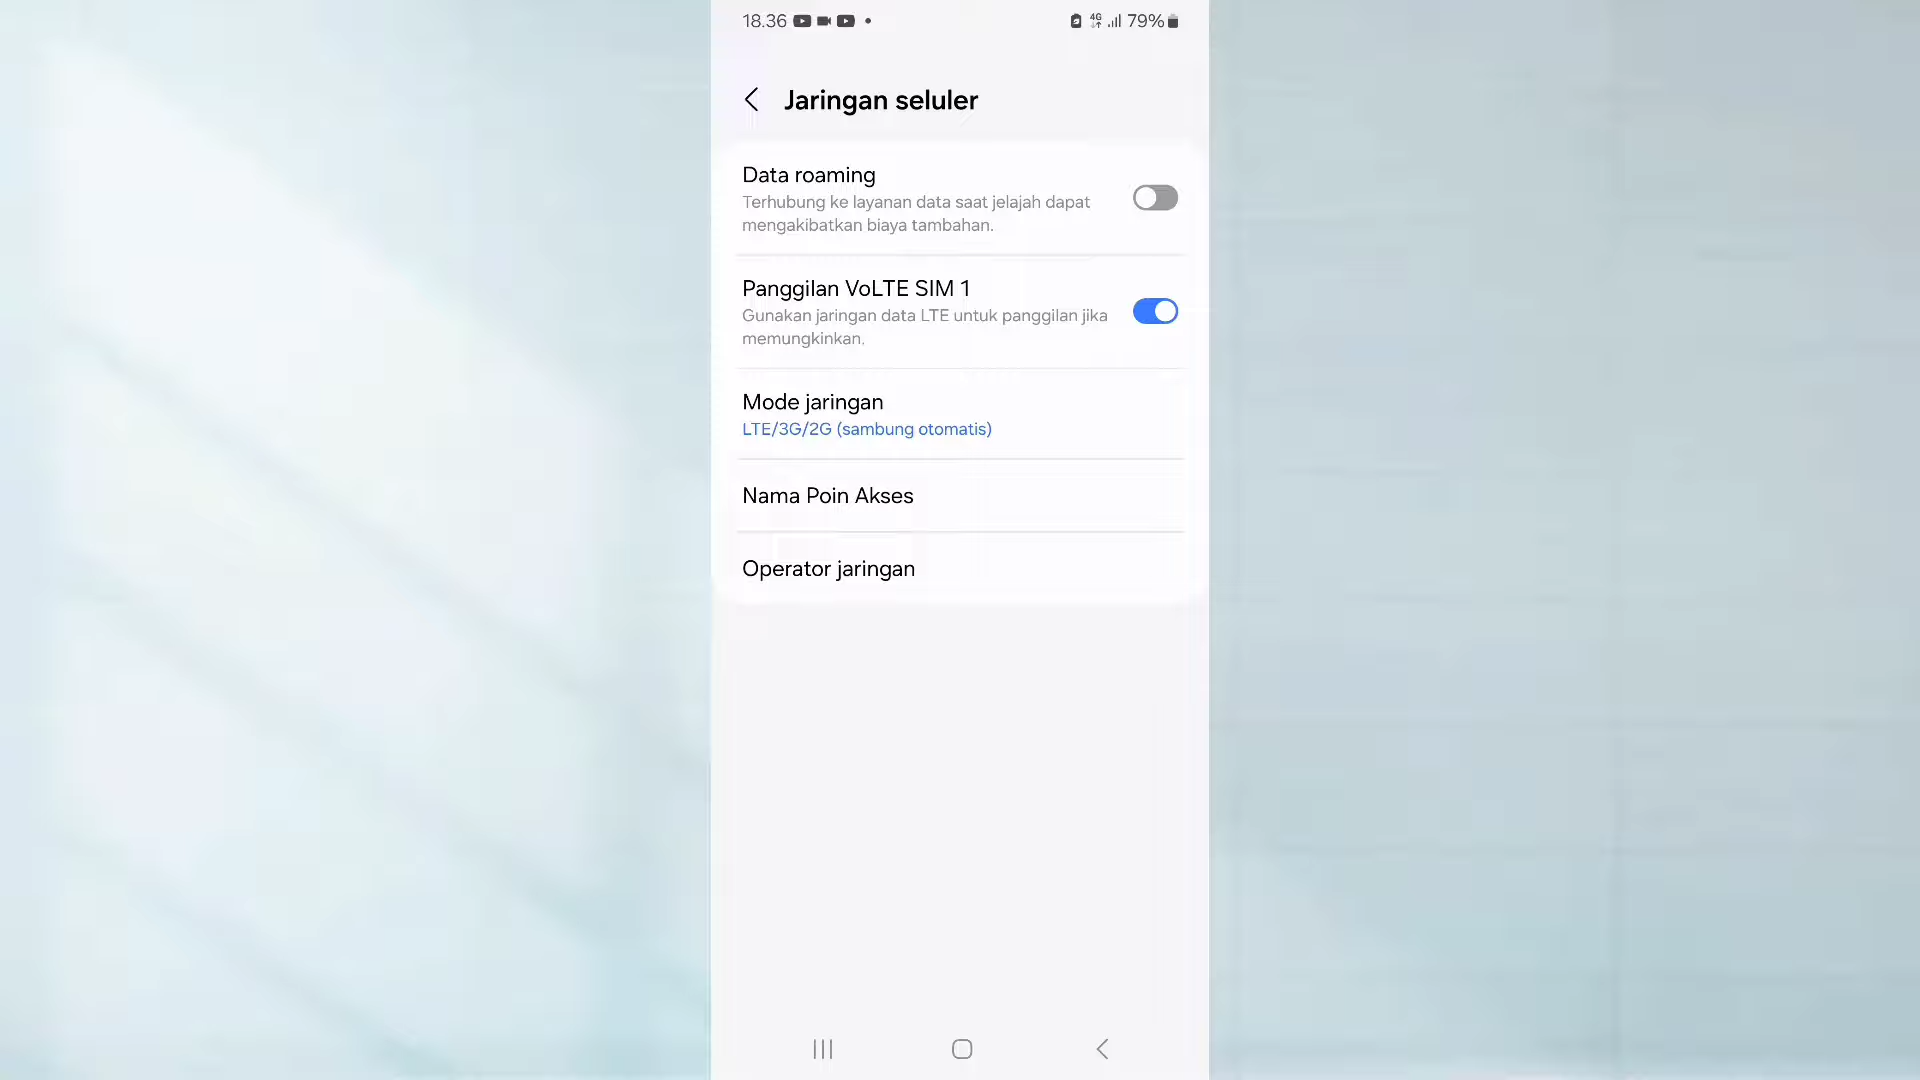 18.36 4G 79%
Jaringan seluler
Data roaming
Terhubung ke layanan data saat jelajah dapat
mengakibatkan biaya tambahan.
Panggilan VoLTE SIM 1
Gunakan jaringan data LTE untuk panggilan jika
memungkinkan.
Mode jaringan
LTE/3G/2G (sambung otomatis)
Nama Poin Akses
Operator jaringan